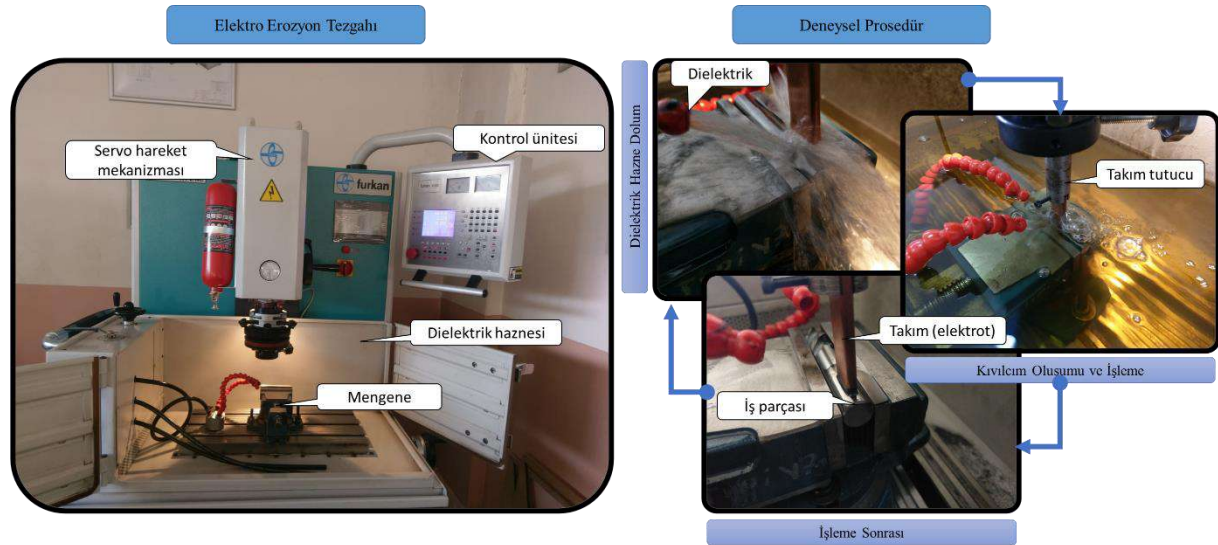 Elektro Erozyon Tezgahı
Deneysel Prosedür
Servo hareket
mekanizması
Kontrol ünitesi
furkan
Dielektrik haznesi
Mengene
Dielektrik Hazne Dolum
Dielektrik
Takım tutucu
Kıvılcım Oluşumu ve İşleme
Takım (elektrot)
İş parçası
İşleme Sonrası